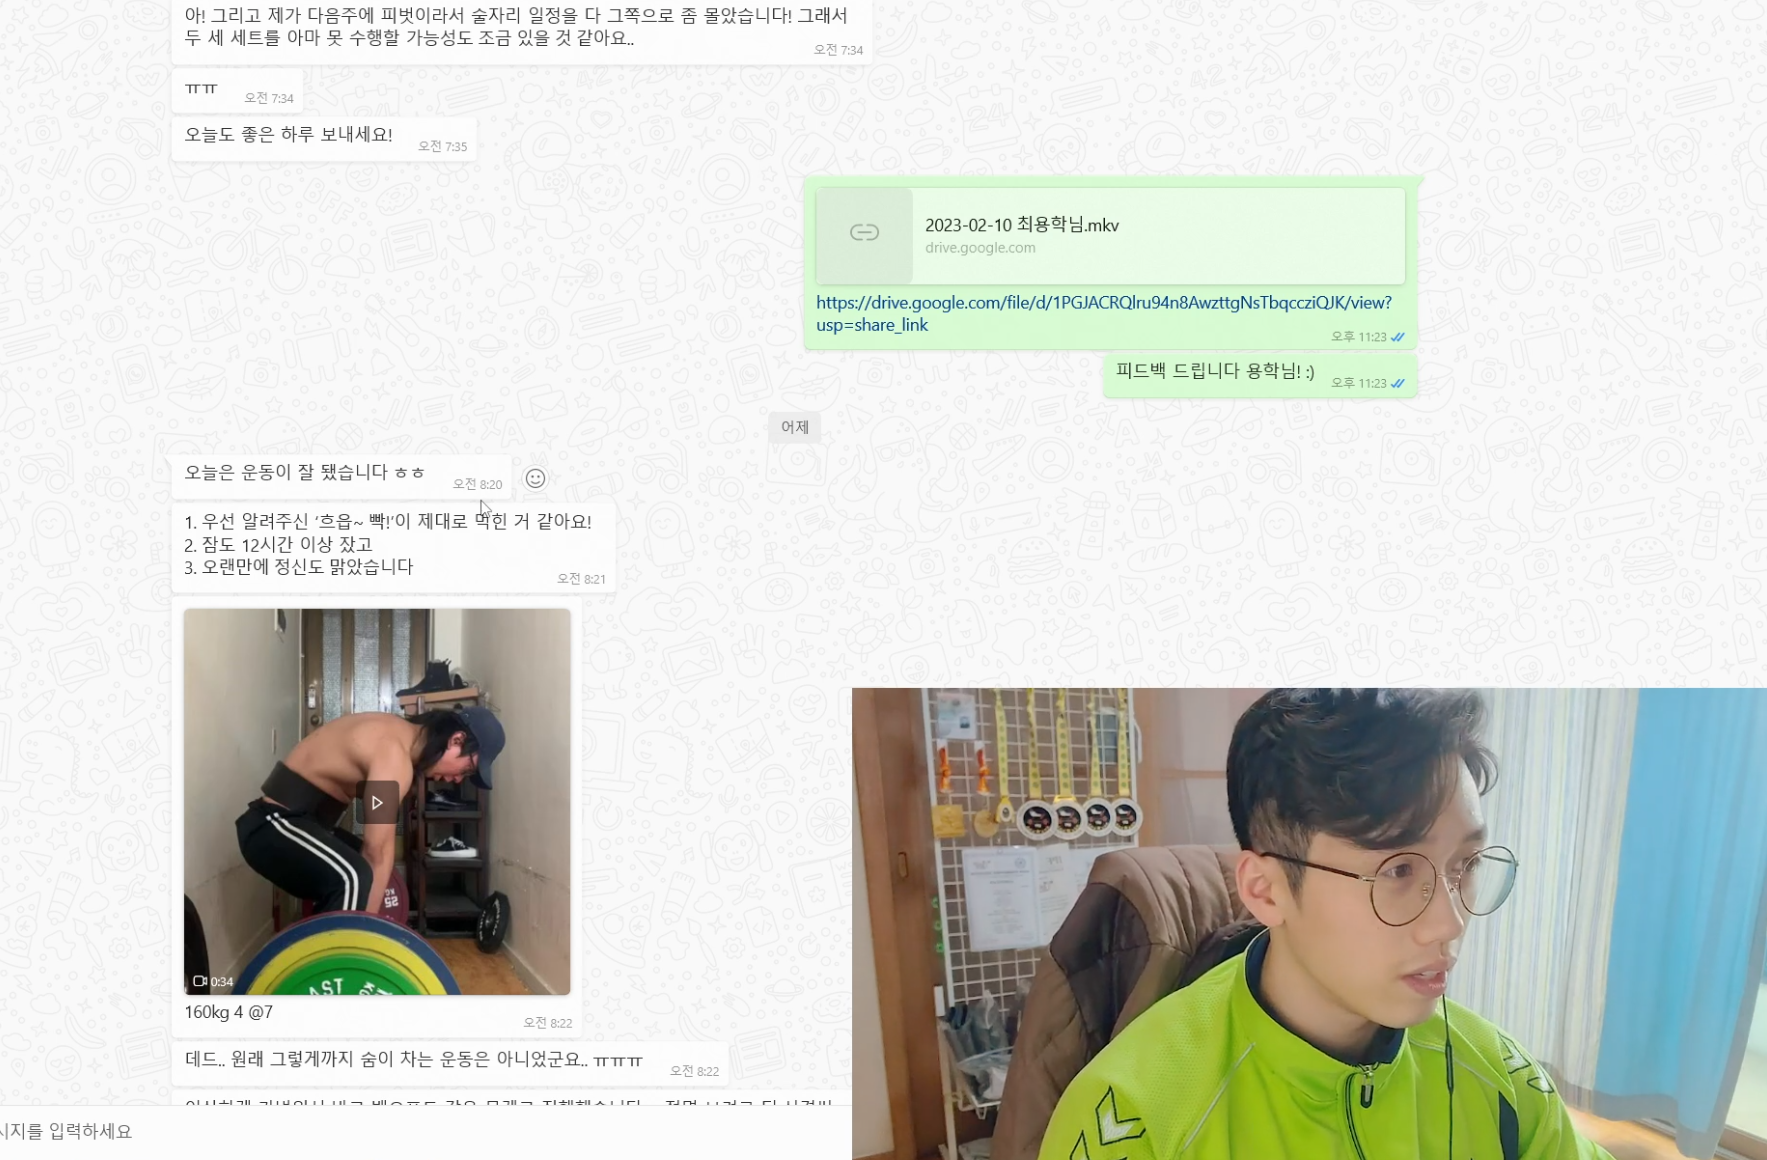 아! 그리고 제가 다음주에 피벗이라서 술자리 일정을 다 그쪽으로 좀 몰았습니다! 그래서
두 세 세트를 아마 못 수행할 가능성도 조금 있을 것 같아요..
오전 7:34
ㅠㅠ
오전 7:34
오늘도 좋은 하루 보내세요!
오전 7:35
2023-02-10 최용학님.mkv
drive.google.com
https://drive.google.com/file/d/1PGJACRQlru94n8AwzttgNsTbqccziQJK/view?
usp=share_link
오후 11:23
피드백 드립니다 용학님! :)
오후 11:23
어제
오늘은 운동이 잘 됐습니다 ㅎㅎ
오전 8:20
1. 우선 알려주신 ‘흐읍~ 빡!’이 제대로 먹힌 거 같아요!
2. 잠도 12시간 이상 잤고
3. 오랜만에 정신도 맑았습니다
오전 8:21
KG
25
0:34
160kg 4 @7
오전 8:22
데드.. 원래 그렇게까지 숨이 차는 운동은 아니었군요.. ㅠㅠㅠ
오전 8:22
시지를 입력하세요